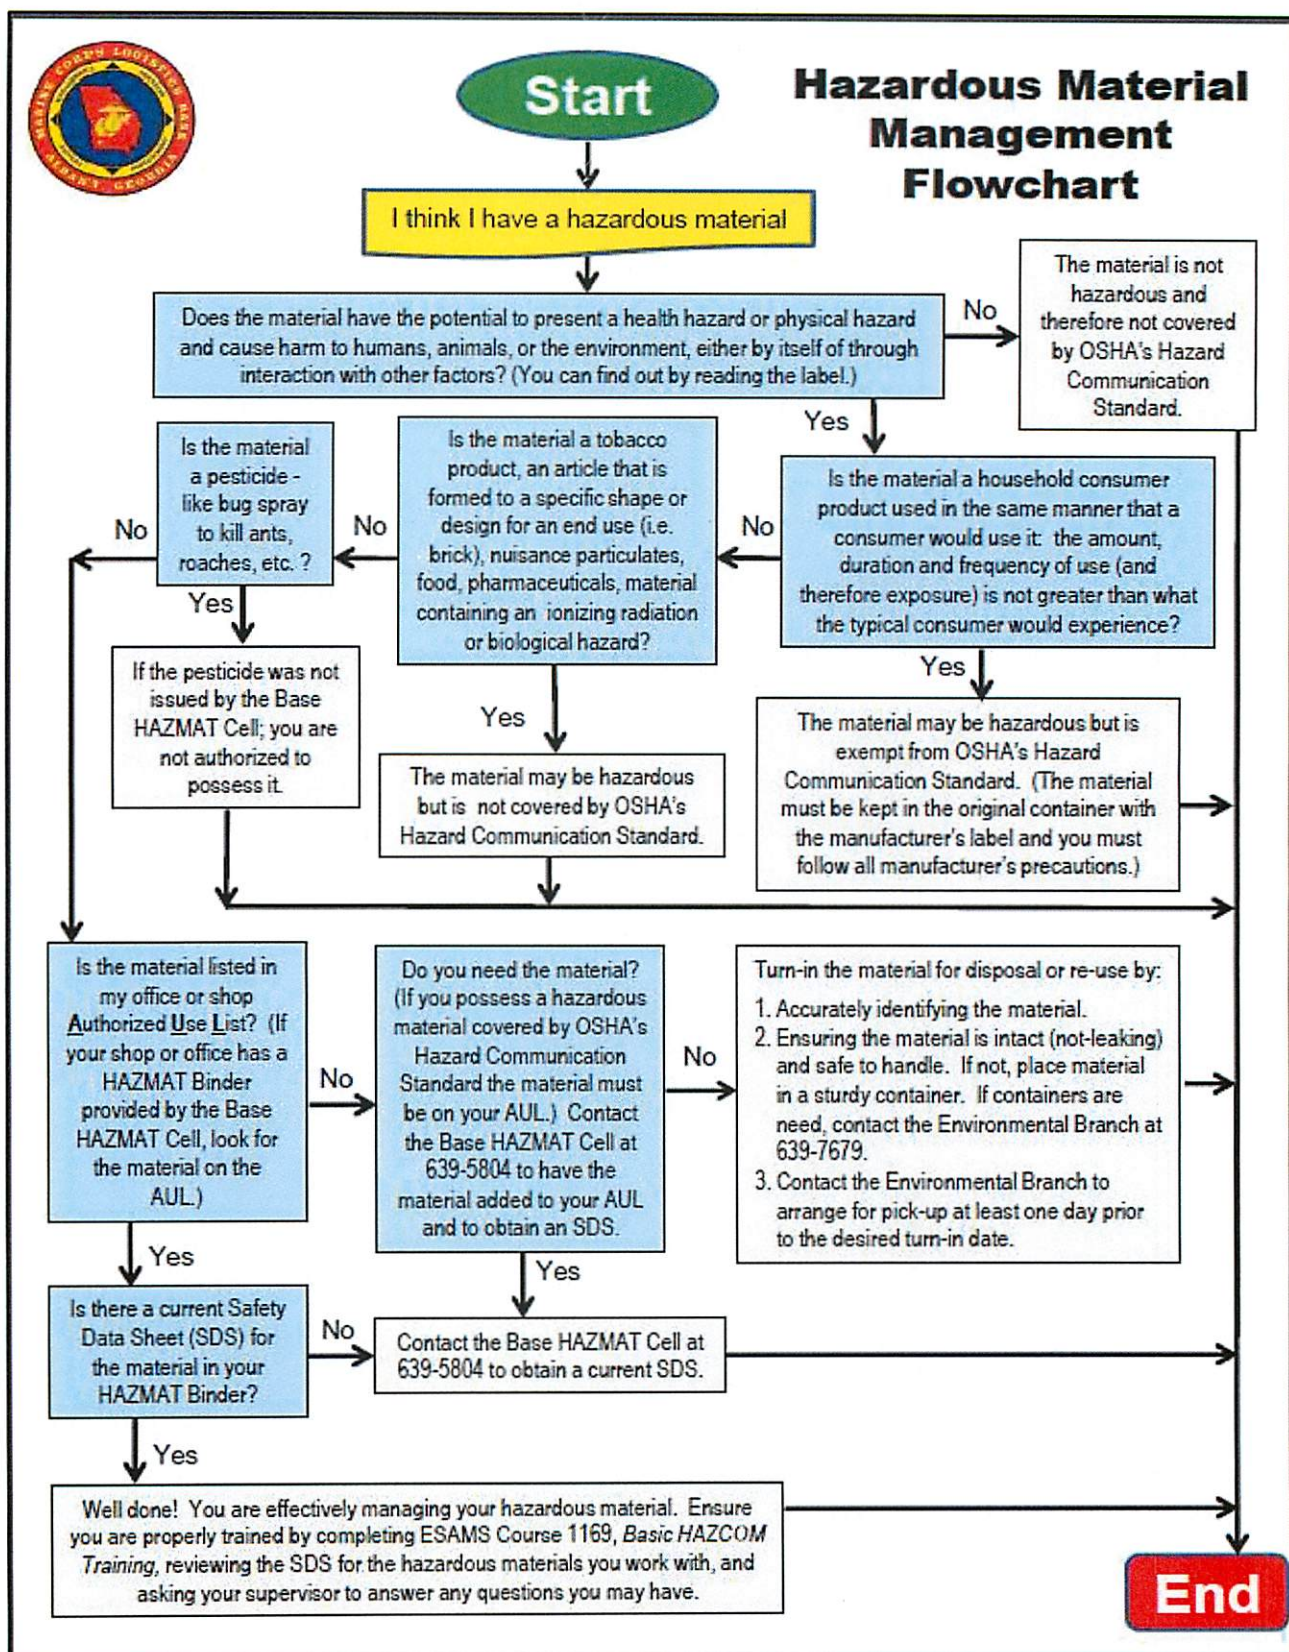 MARINE CORPS LOGISTICS BASE
ALBANY GEORGIA
Start
Hazardous Material
Management
Flowchart
I think I have a hazardous material
Does the material have the potential to present a health hazard or physical hazard
and cause harm to humans, animals, or the environment, either by itself of through
interaction with other factors? (You can find out by reading the label.)
No
The material is not
hazardous and
therefore not covered
by OSHA's Hazard
Communication
Standard.
Yes
Is the material a household consumer
product used in the same manner that a
consumer would use it: the amount,
duration and frequency of use (and
therefore exposure) is not greater than what
the typical consumer would experience?
No
Is the material a tobacco
product, an article that is
formed to a specific shape or
design for an end use (i.e.
brick), nuisance particulates,
food, pharmaceuticals, material
containing an ionizing radiation
or biological hazard?
No
Is the material
a pesticide -
like bug spray
to kill ants,
roaches, etc. ?
No
Yes
If the pesticide was not
issued by the Base
HAZMAT Cell; you are
not authorized to
possess it.
Yes
The material may be hazardous
but is not covered by OSHA's
Hazard Communication Standard.
Yes
The material may be hazardous but is
exempt from OSHA's Hazard
Communication Standard. (The material
must be kept in the original container with
the manufacturer's label and you must
follow all manufacturer's precautions.)
Is the material listed in
my office or shop
Authorized Use List? (If
your shop or office has a
HAZMAT Binder
provided by the Base
HAZMAT Cell, look for
the material on the
AUL.)
No
Do you need the material?
(If you possess a hazardous
material covered by OSHA's
Hazard Communication
Standard the material must
be on your AUL.) Contact
the Base HAZMAT Cell at
639-5804 to have the
material added to your AUL
and to obtain an SDS.
No
Turn-in the material for disposal or re-use by:
1. Accurately identifying the material.
2. Ensuring the material is intact (not-leaking)
and safe to handle. If not, place material
in a sturdy container. If containers are
need, contact the Environmental Branch at
639-7679.
3. Contact the Environmental Branch to
arrange for pick-up at least one day prior
to the desired turn-in date.
Yes
Yes
Is there a current Safety
Data Sheet (SDS) for
the material in your
HAZMAT Binder?
No
Contact the Base HAZMAT Cell at
639-5804 to obtain a current SDS.
Yes
Well done! You are effectively managing your hazardous material. Ensure
you are properly trained by completing ESAMS Course 1169, Basic HAZCOM
Training, reviewing the SDS for the hazardous materials you work with, and
asking your supervisor to answer any questions you may have.
End